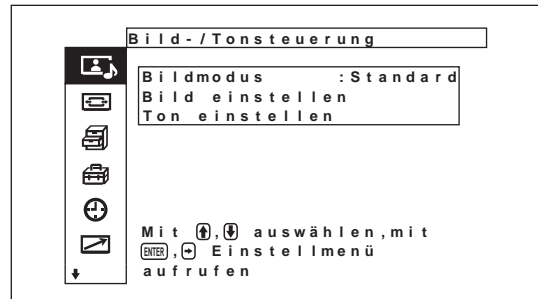 Bild-/Tonsteuerung
Bildmodus :Standard
Bild einstellen
Ton einstellen
Mit ↑,↓ auswählen,mit
ENTER,→ Einstellmenü
aufrufen